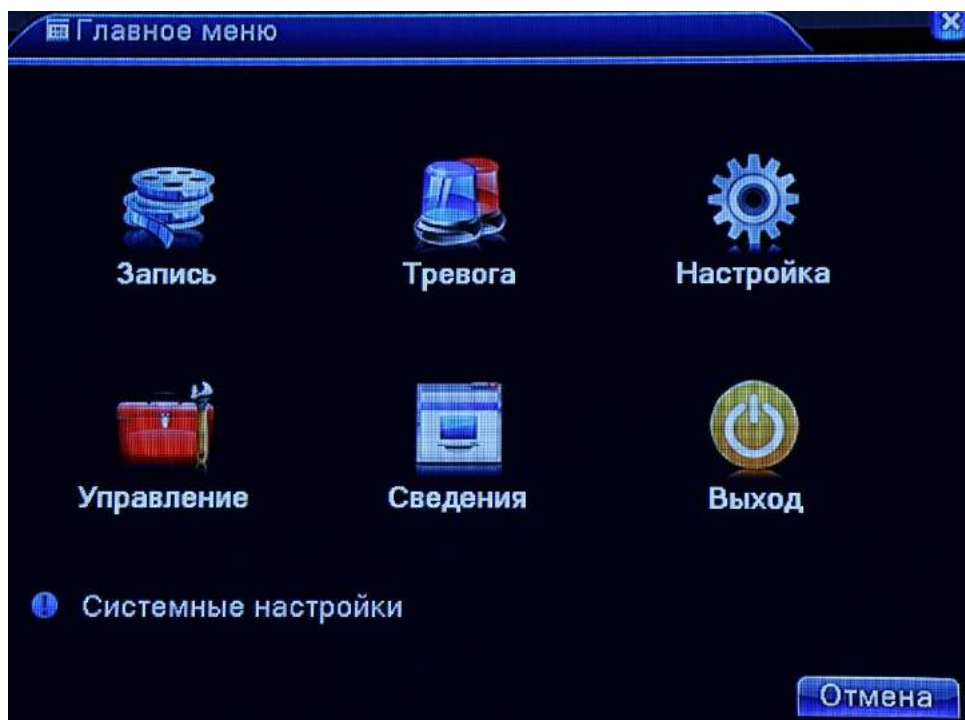 Главное меню
Запись
Тревога
Настройка
Управление
Сведения
Выход
Системные настройки
Отмена